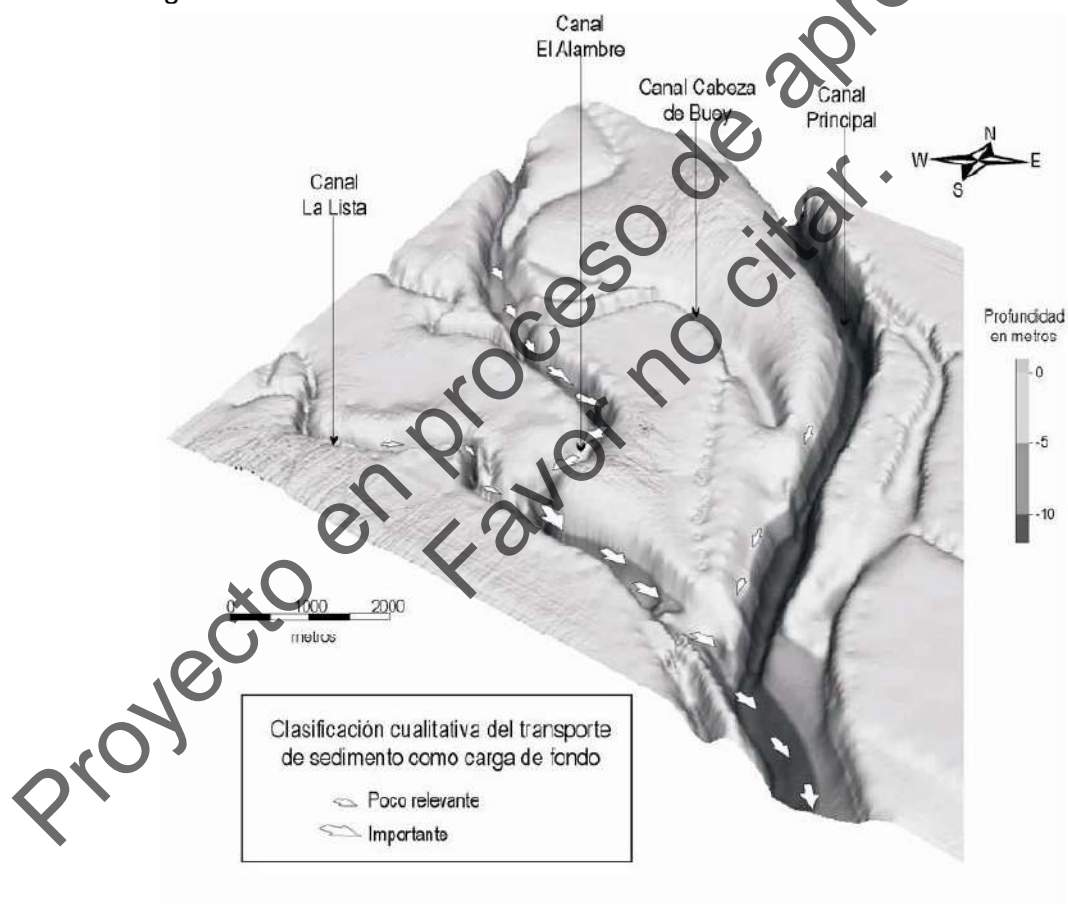 Canal
El Alambre
Canal Cabeza
de Buey
Canal
Principal
N
W
E
S
Canal
La Lista
Profundidad
en metros
0
-5
-10
0 1000 2000
metros
Clasificación cualitativa del transporte
de sedimento como carga de fondo
Poco relevante
Importante
Proyecto en proceso de apro
Favor no citar.